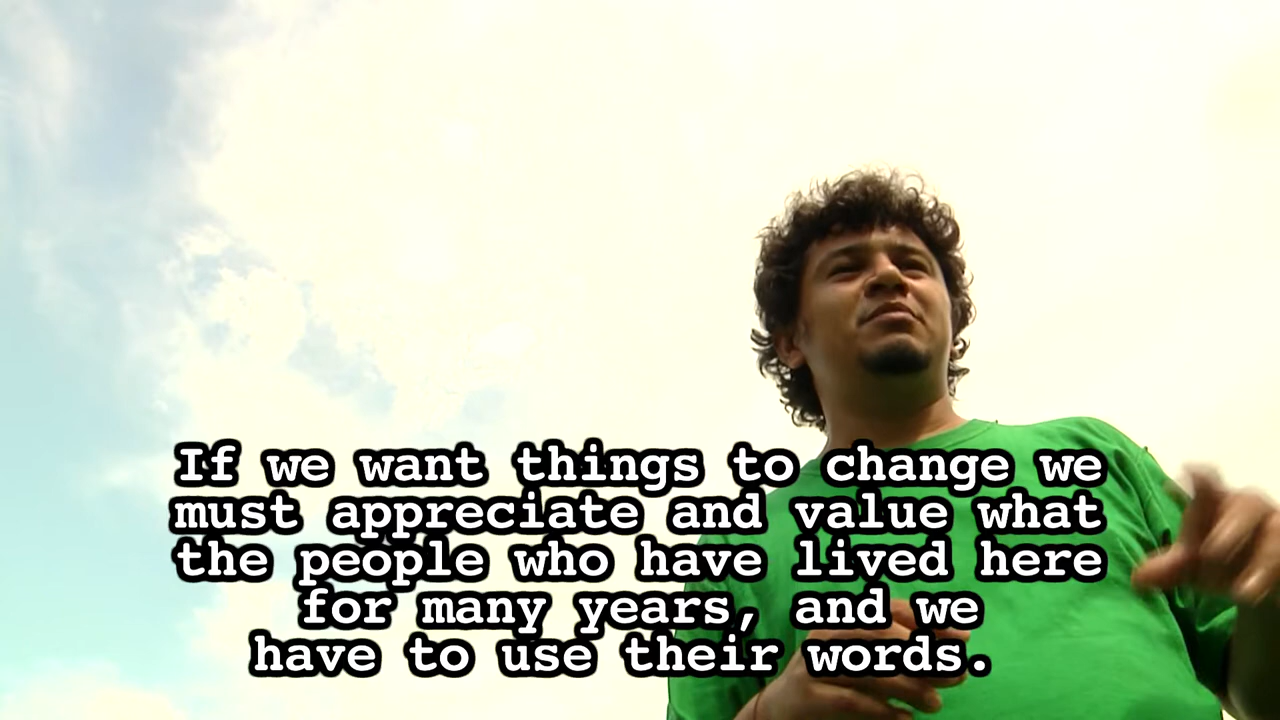 If we want things to change we
must appreciate and value what
the people who have lived here
for many years, and we
have to use their words.